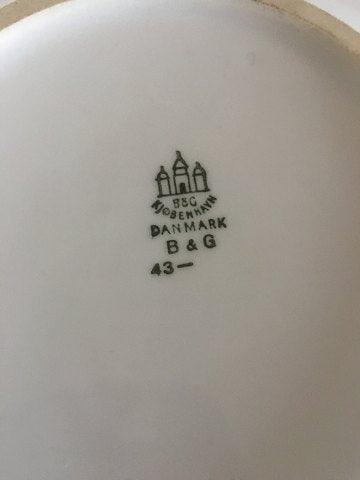 B&G
KJØBENHAVN
DANMARK
B & G
43—